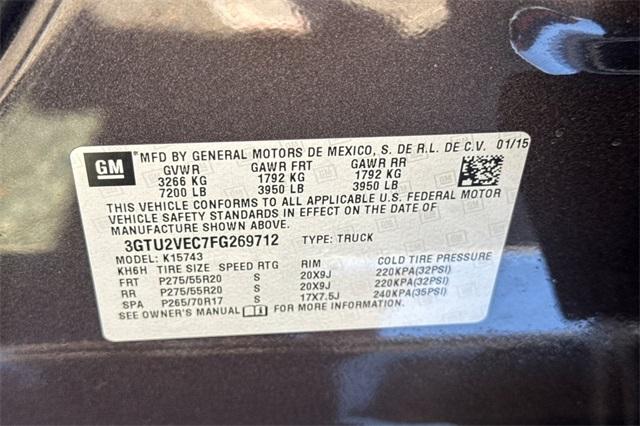 GM *MFD BY GENERAL MOTORS DE MEXICO, S. DE R.L. DE C.V. 01/15
GVWR GAWR FRT GAWR RR
3266 KG 1792 KG 1792 KG
7200 LB 3950 LB 3950 LB
THIS VEHICLE CONFORMS TO ALL APPLICABLE U.S. FEDERAL MOTOR
VEHICLE SAFETY STANDARDS IN EFFECT ON THE DATE OF
MANUFACTURE SHOWN ABOVE.
3GTU2VEC7FG269712 TYPE: TRUCK
MODEL: K15743
KH6H TIRE SIZE SPEED RTG RIM COLD TIRE PRESSURE
FRT P275/55R20 S 20X9J 220KPA(32PSI)
RR P275/55R20 S 20X9J 220KPA(32PSI)
SPA P265/70R17 S 17X7.5J 240KPA(35PSI)
SEE OWNER'S MANUAL FOR MORE INFORMATION.